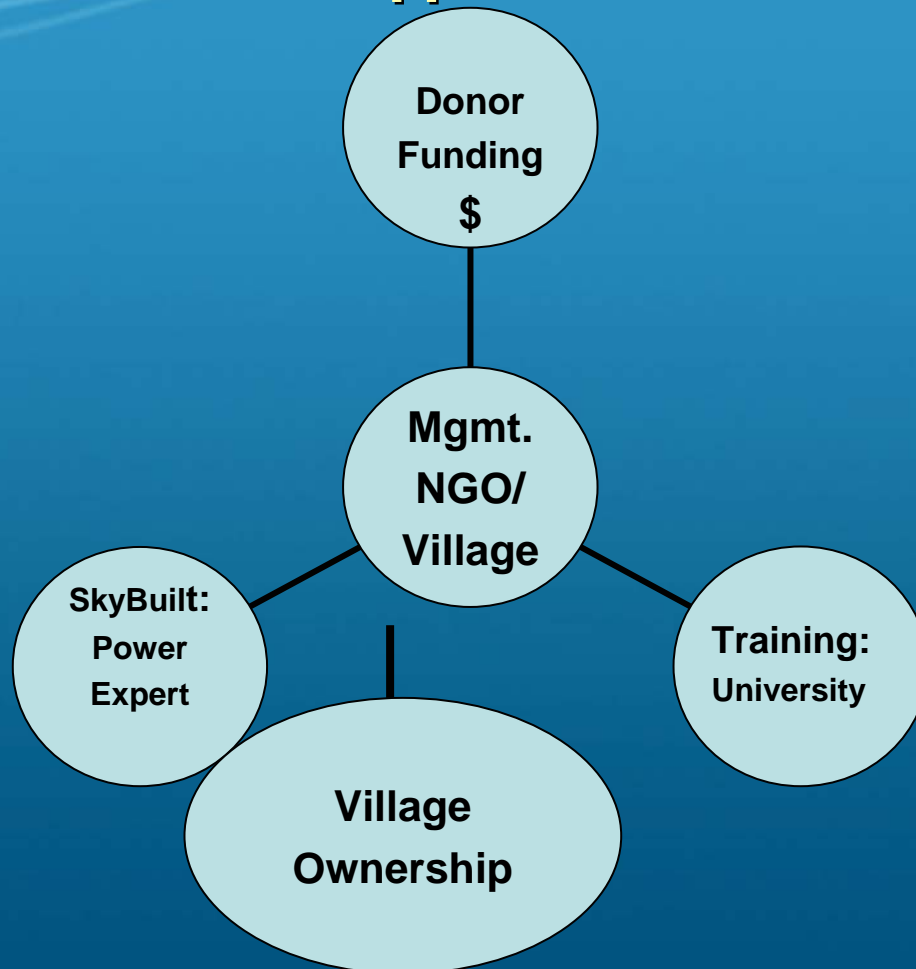 Donor
Funding
$
Mgmt.
NGO/
Village
SkyBuilt:
Power
Expert
Training:
University
Village
Ownership